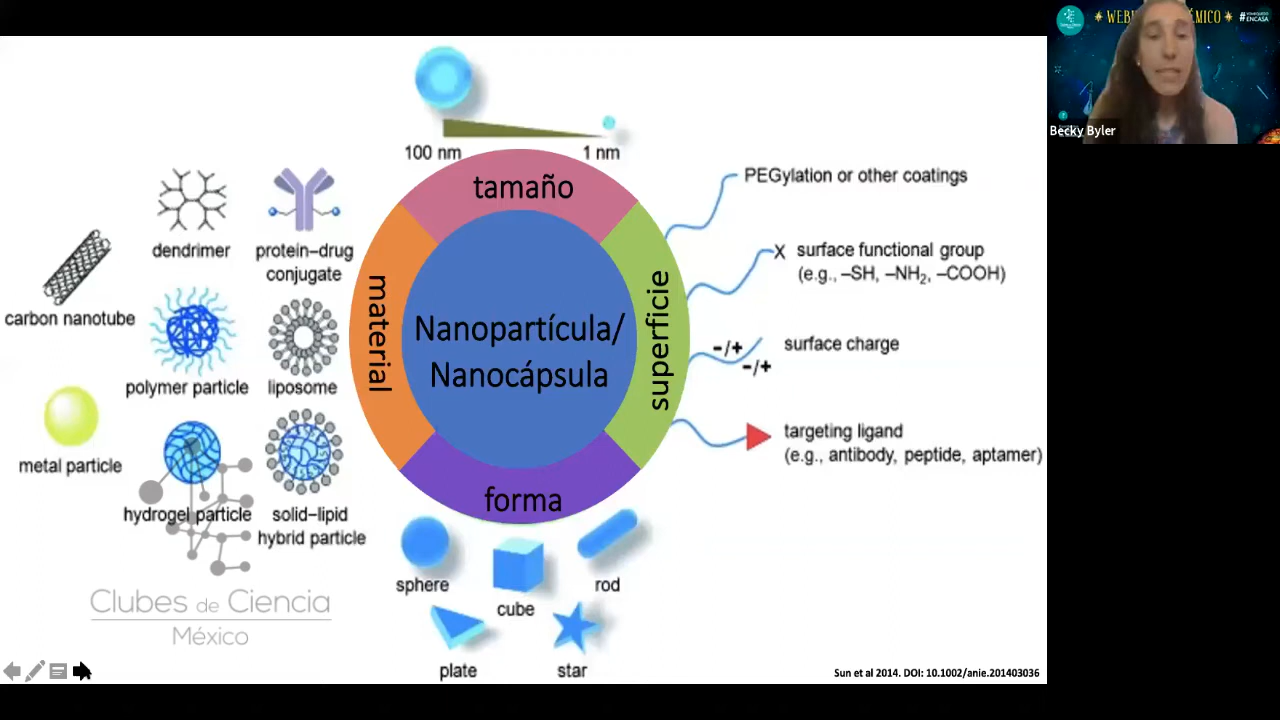 100 nm
1 nm
tamaño
material
superficie
forma
Nanopartícula/
Nanocápsula
dendrimer
protein–drug
conjugate
carbon nanotube
polymer particle
liposome
metal particle
hydrogel particle
solid–lipid
hybrid particle
PEGylation or other coatings
X surface functional group
(e.g., –SH, –NH₂, –COOH)
-/+
-/+
surface charge
targeting ligand
(e.g., antibody, peptide, aptamer)
sphere
cube
rod
plate
star
Clubes de Ciencia
México
Sun et al 2014. DOI: 10.1002/anie.201403036
Becky Byler